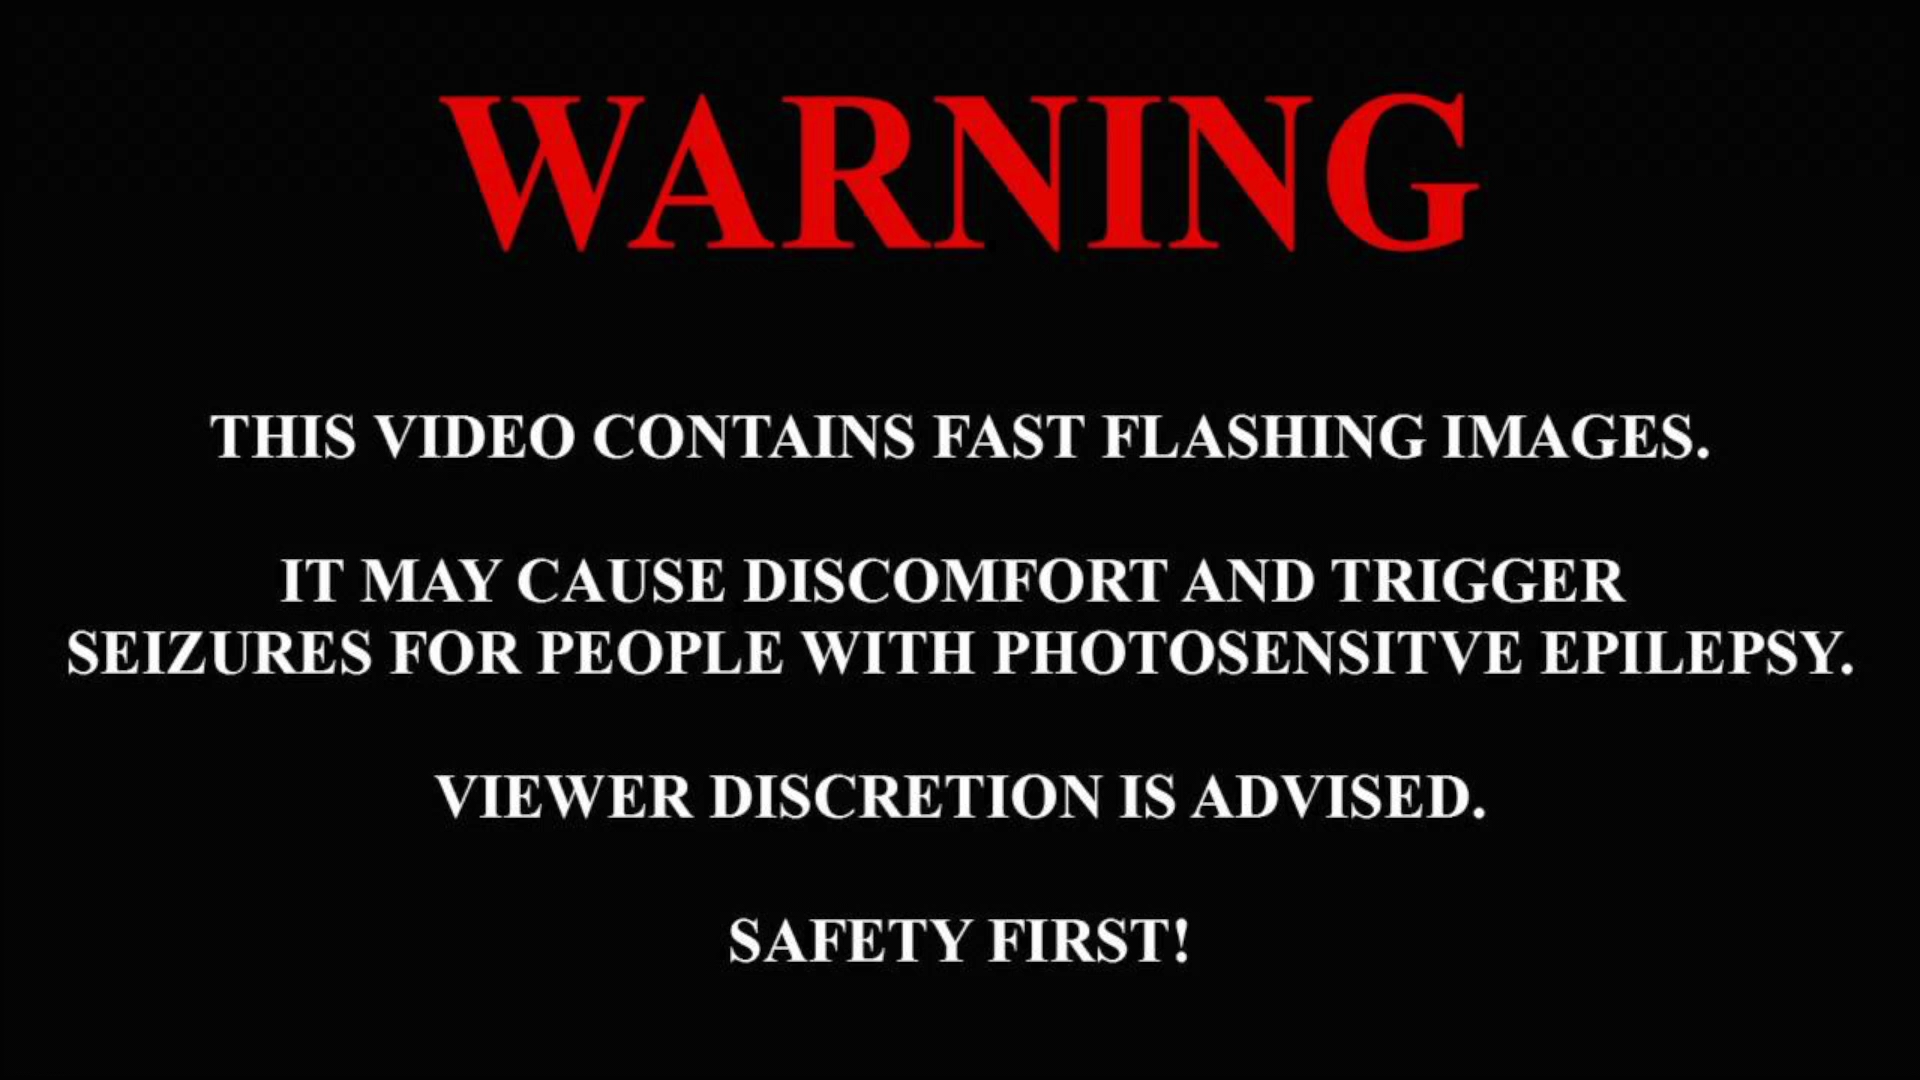 WARNING
THIS VIDEO CONTAINS FAST FLASHING IMAGES.
IT MAY CAUSE DISCOMFORT AND TRIGGER
SEIZURES FOR PEOPLE WITH PHOTOSENSITVE EPILEPSY.
VIEWER DISCRETION IS ADVISED.
SAFETY FIRST!